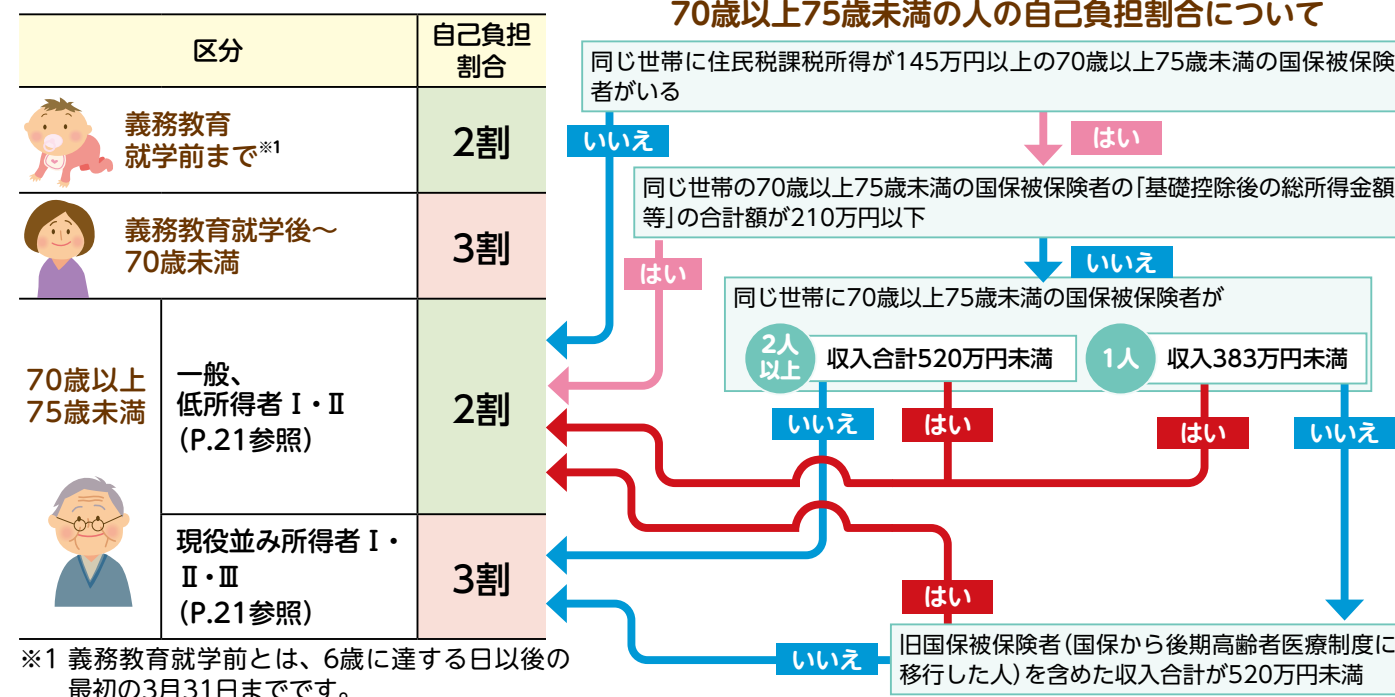 区分
自己負担
割合
義務教育
就学前まで※1
2割
義務教育就学後～
70歳未満
3割
70歳以上
75歳未満
一般、
低所得者Ⅰ・Ⅱ
(P.21参照)
2割
現役並み所得者Ⅰ・
Ⅱ・Ⅲ
(P.21参照)
3割
※1 義務教育就学前とは、6歳に達する日以後の
最初の3月31日までです。
70歳以上75歳未満の人の自己負担割合について
同じ世帯に住民税課税所得が145万円以上の70歳以上75歳未満の国保被保険
者がいる
いいえ
はい
同じ世帯の70歳以上75歳未満の国保被保険者の「基礎控除後の総所得金額
等」の合計額が210万円以下
はい
いいえ
同じ世帯に70歳以上75歳未満の国保被保険者が
2人
以上
収入合計520万円未満
1人
収入383万円未満
いいえ
はい
はい
いいえ
はい
いいえ
旧国保被保険者(国保から後期高齢者医療制度に
移行した人)を含めた収入合計が520万円未満